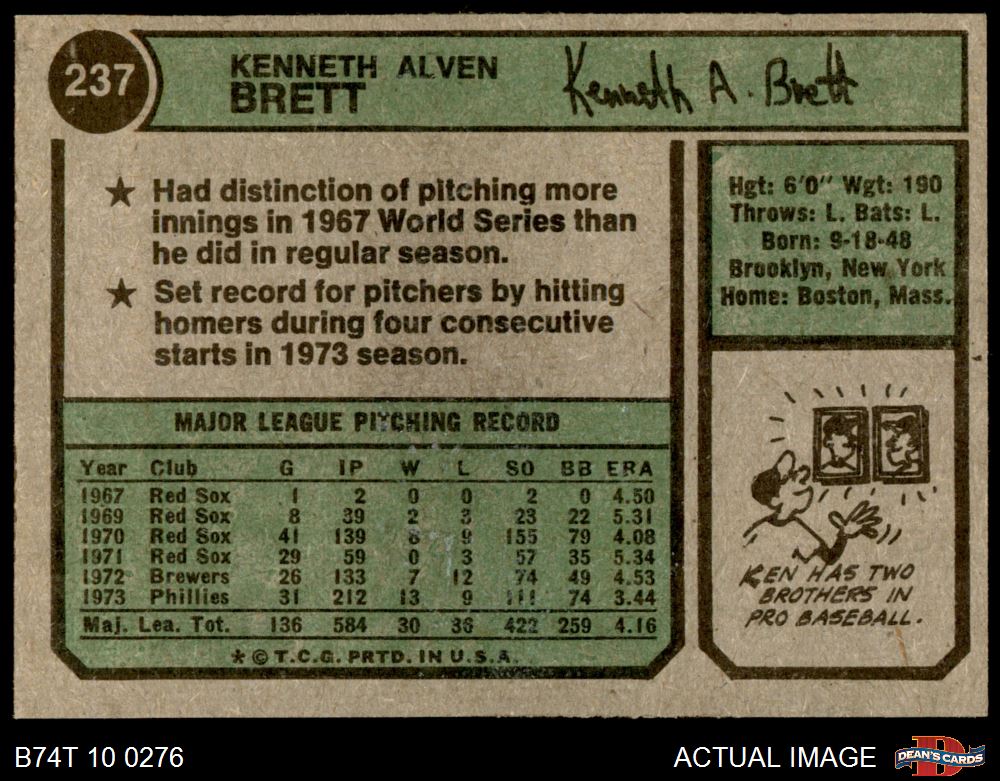 237
KENNETH ALVEN
BRETT
Kenneth A. Brett
★ Had distinction of pitching more
innings in 1967 World Series than
he did in regular season.
★ Set record for pitchers by hitting
homers during four consecutive
starts in 1973 season.
MAJOR LEAGUE PITCHING RECORD
Year Club G IP W L SO BB ERA
1967 Red Sox 1 2 0 0 2 0 4.50
1969 Red Sox 8 39 2 3 23 22 5.31
1970 Red Sox 41 139 8 9 155 79 4.08
1971 Red Sox 29 59 0 3 57 35 5.34
1972 Brewers 26 133 7 12 74 49 4.53
1973 Phillies 31 212 13 9 111 74 3.44
Maj. Lea. Tot. 136 584 30 36 422 259 4.16
* © T.C.G. PRTD. IN U.S.A.
Hgt: 6'0" Wgt: 190
Throws: L. Bats: L.
Born: 9-18-48
Brooklyn, New York
Home: Boston, Mass.
KEN HAS TWO
BROTHERS IN
PRO BASEBALL.
B74T 10 0276
ACTUAL IMAGE
DEAN'S CARDS